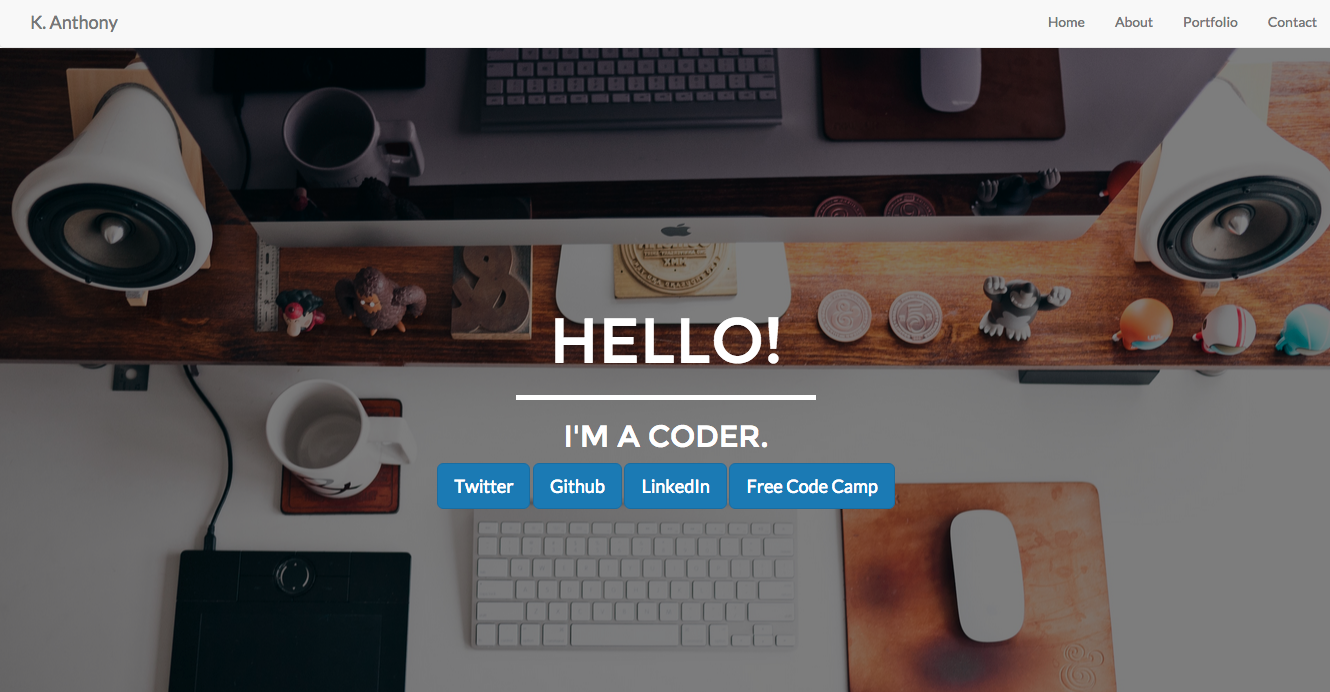 K. Anthony
Home About Portfolio Contact
HELLO!
I'M A CODER.
Twitter Github LinkedIn Free Code Camp